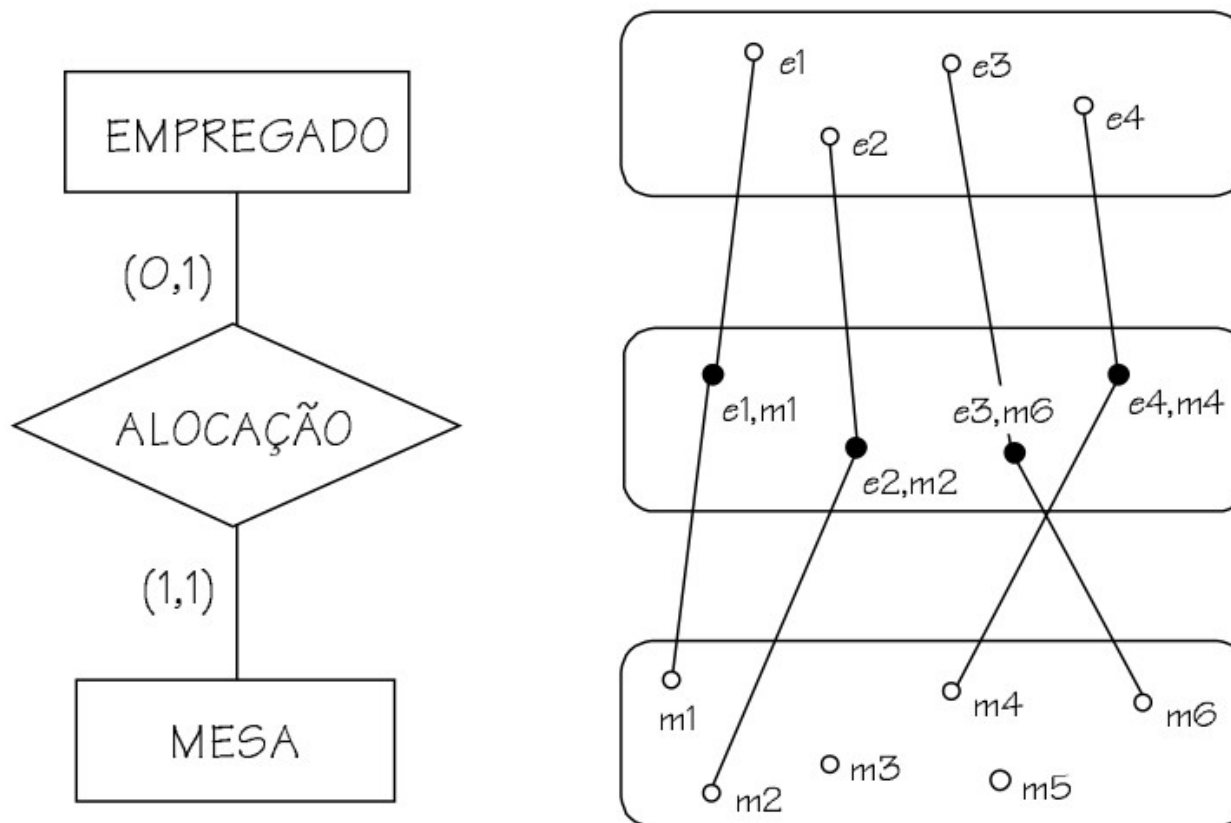 EMPREGADO
(0,1)
ALOCAÇÃO
(1,1)
MESA
e1
e3
e4
e2
e1,m1
e3,m6
e4,m4
e2,m2
m1
m4
m6
m3
m5
m2